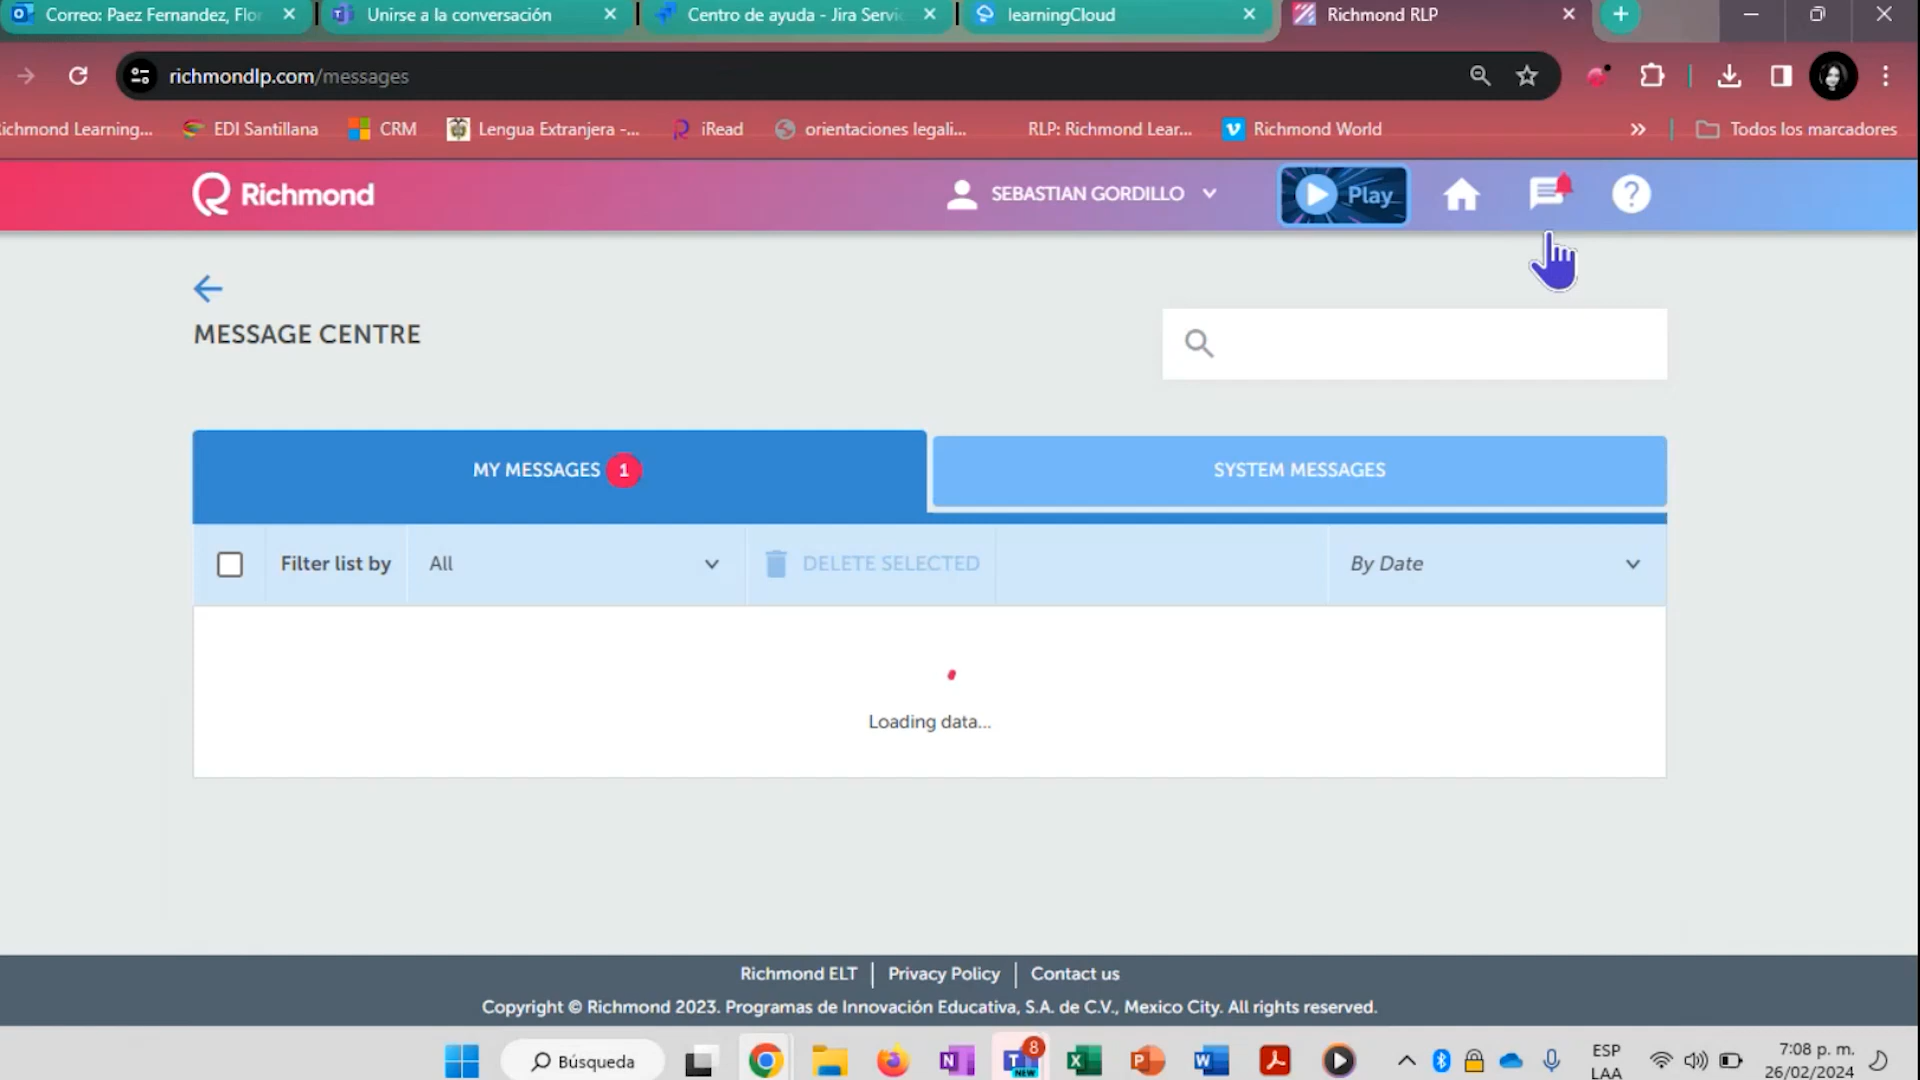 Correo: Paez Fernandez, Flor
Unirse a la conversación
Centro de ayuda - Jira Servi
learningCloud
Richmond RLP
richmondlp.com/messages
ichmond Learning...
EDI Santillana
CRM
Lengua Extranjera -...
iRead
orientaciones legali...
RLP: Richmond Lear...
Richmond World
Todos los marcadores
Richmond
SEBASTIAN GORDILLO
Play
MESSAGE CENTRE
MY MESSAGES 1
SYSTEM MESSAGES
Filter list by
All
DELETE SELECTED
By Date
Loading data...
Richmond ELT | Privacy Policy | Contact us
Copyright © Richmond 2023. Programas de Innovación Educativa, S.A. de C.V., Mexico City. All rights reserved.
Búsqueda
8
NEW
ESP
LAA
7:08 p. m.
26/02/2024